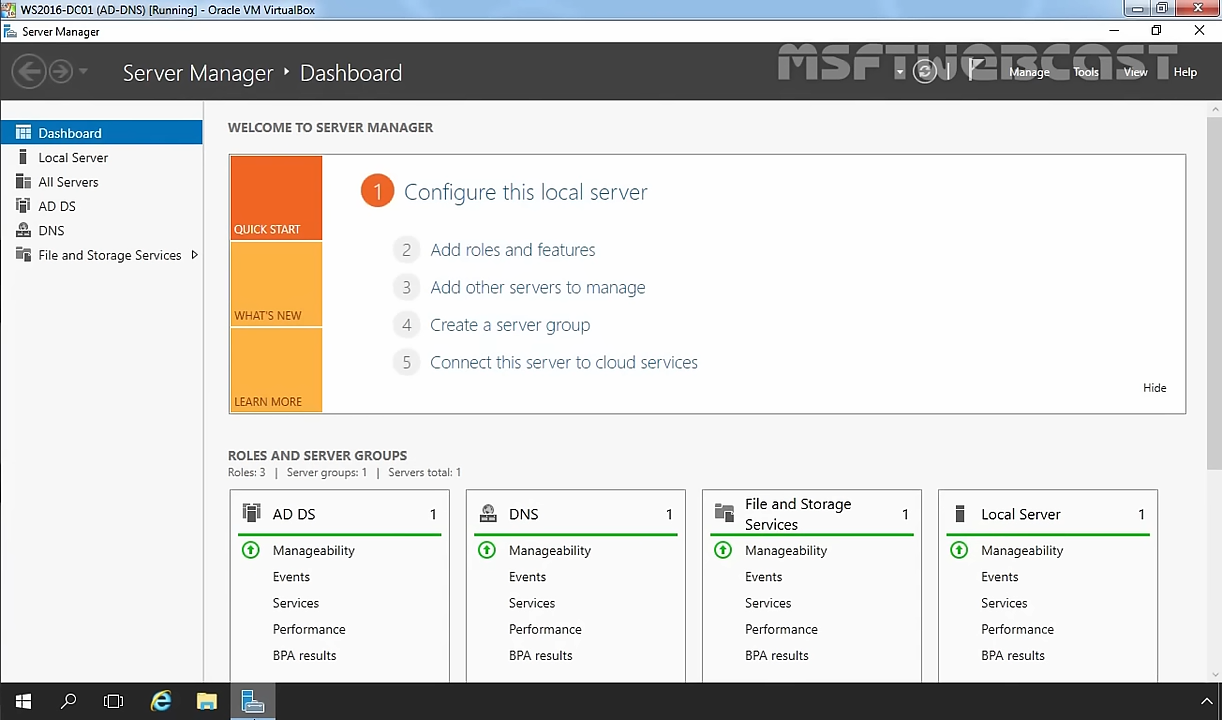 WS2016-DC01 (AD-DNS) [Running] - Oracle VM VirtualBox
Server Manager
Server Manager ‣ Dashboard
MSFTWEBCAST
Manage Tools View Help
Dashboard
Local Server
All Servers
AD DS
DNS
File and Storage Services
WELCOME TO SERVER MANAGER
QUICK START
WHAT'S NEW
LEARN MORE
1 Configure this local server
2 Add roles and features
3 Add other servers to manage
4 Create a server group
5 Connect this server to cloud services
Hide
ROLES AND SERVER GROUPS
Roles: 3 | Server groups: 1 | Servers total: 1
AD DS 1
Manageability
Events
Services
Performance
BPA results
DNS 1
Manageability
Events
Services
Performance
BPA results
File and Storage
Services 1
Manageability
Events
Services
Performance
BPA results
Local Server 1
Manageability
Events
Services
Performance
BPA results